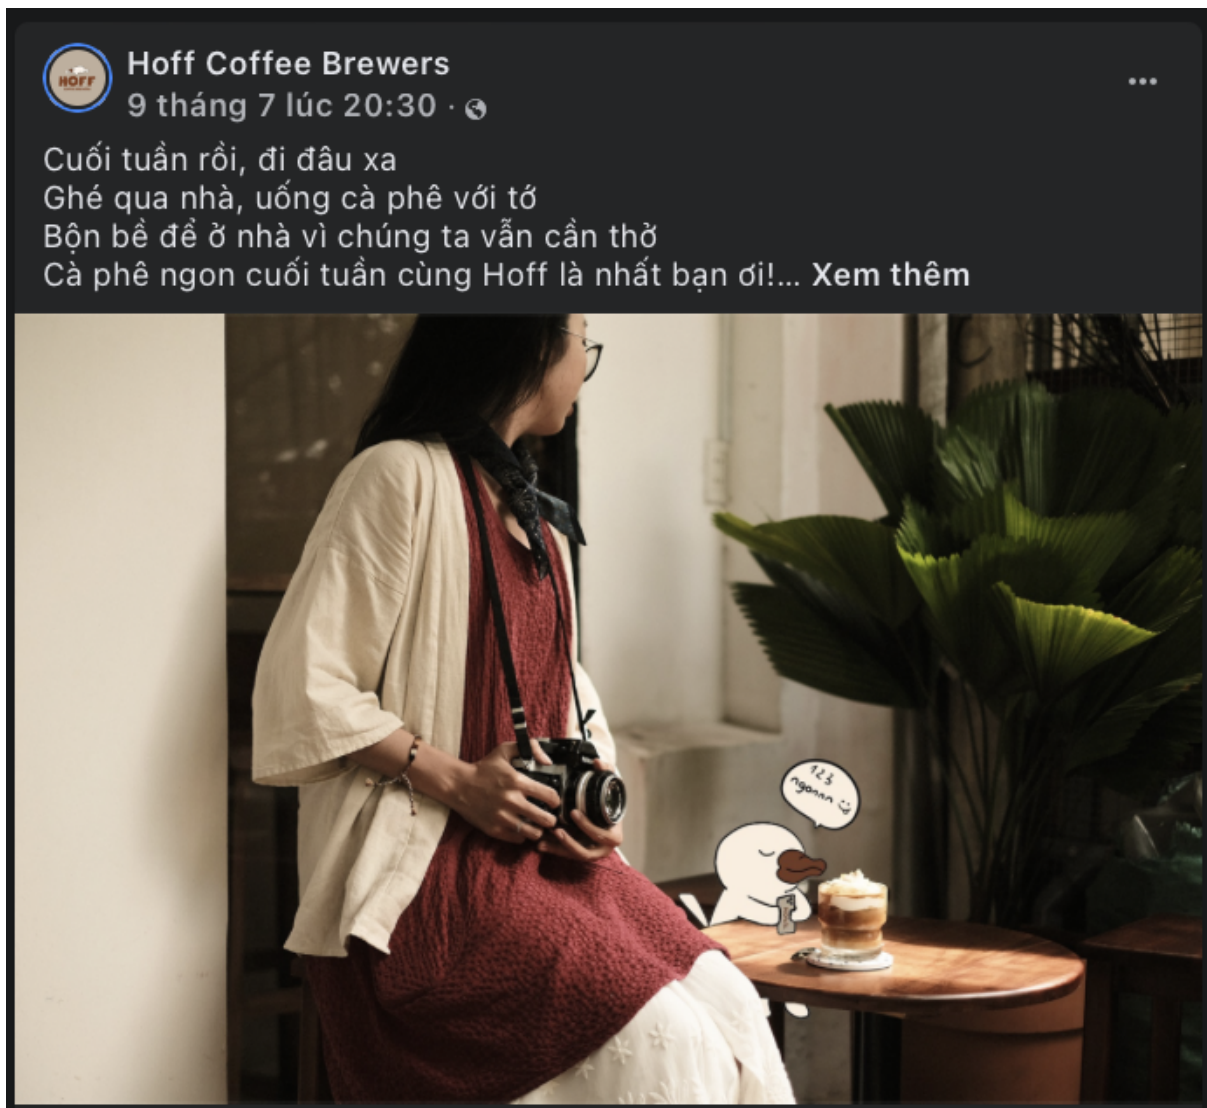 HOFF
Hoff Coffee Brewers
9 tháng 7 lúc 20:30 ·
Cuối tuần rồi, đi đâu xa
Ghé qua nhà, uống cà phê với tớ
Bộn bề để ở nhà vì chúng ta vẫn cần thở
Cà phê ngon cuối tuần cùng Hoff là nhất bạn ơi!... Xem thêm
123
ngonnn